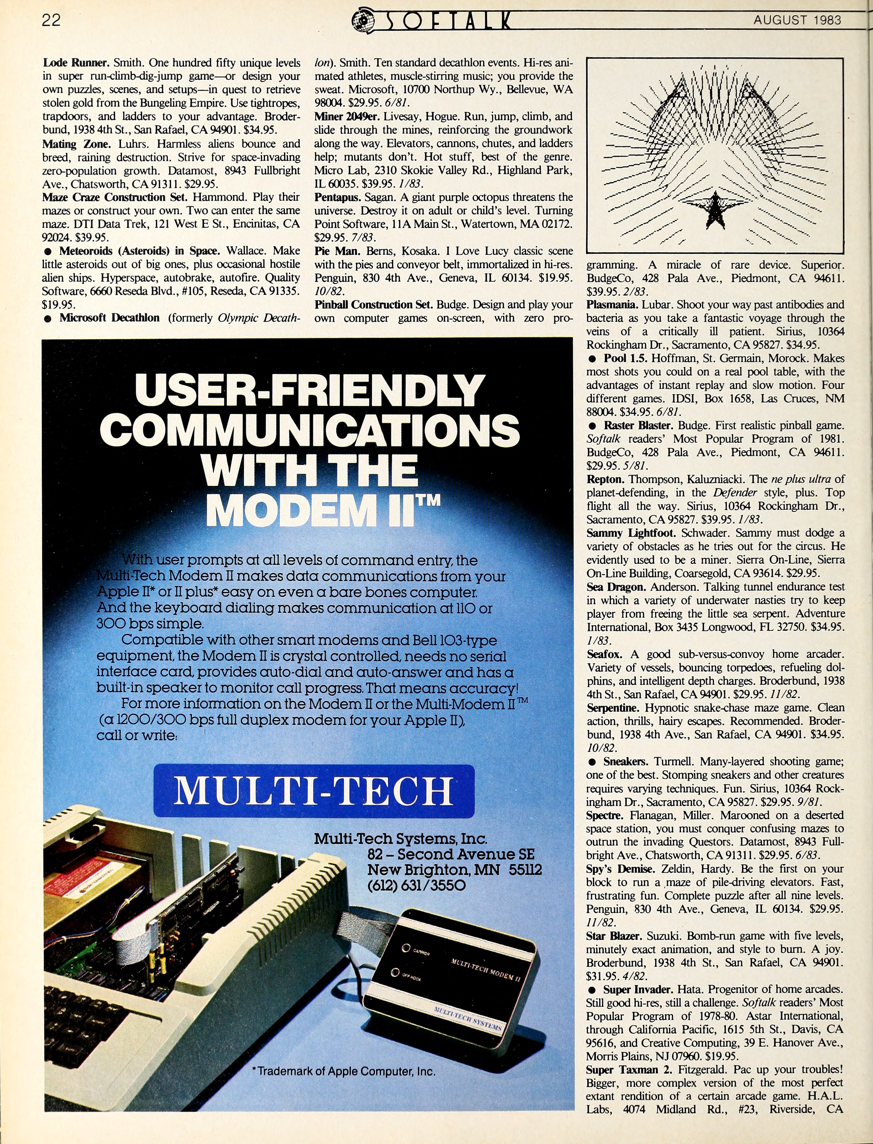 22
SOFTALK
AUGUST 1983
Lode Runner. Smith. One hundred fifty unique levels
in super run-climb-dig-jump game—or design your
own puzzles, scenes, and setups—in quest to retrieve
stolen gold from the Bungeling Empire. Use tightropes,
trapdoors, and ladders to your advantage. Broder-
bund, 1938 4th St., San Rafael, CA 94901. $34.95.
Mating Zone. Luhrs. Harmless aliens bounce and
breed, raining destruction. Strive for space-invading
zero-population growth. Datamost, 8943 Fullbright
Ave., Chatsworth, CA 91311. $29.95.
Maze Craze Construction Set. Hammond. Play their
mazes or construct your own. Two can enter the same
maze. DTI Data Trek, 121 West E St., Encinitas, CA
92024. $39.95.
● Meteoroids (Asteroids) in Space. Wallace. Make
little asteroids out of big ones, plus occasional hostile
alien ships. Hyperspace, autobrake, autofire. Quality
Software, 6660 Reseda Blvd., #105, Reseda, CA 91335.
$19.95.
● Microsoft Decathlon (formerly Olympic Decath-
lon). Smith. Ten standard decathlon events. Hi-res ani-
mated athletes, muscle-stirring music; you provide the
sweat. Microsoft, 10700 Northup Wy., Bellevue, WA
98004. $29.95. 6/81.
Miner 2049er. Livesay, Hogue. Run, jump, climb, and
slide through the mines, reinforcing the groundwork
along the way. Elevators, cannons, chutes, and ladders
help; mutants don't. Hot stuff, best of the genre.
Micro Lab, 2310 Skokie Valley Rd., Highland Park,
IL 60035. $39.95. 1/83.
Pentapus. Sagan. A giant purple octopus threatens the
universe. Destroy it on adult or child's level. Turning
Point Software, 11A Main St., Watertown, MA 02172.
$29.95. 7/83.
Pie Man. Berns, Kosaka. I Love Lucy classic scene
with the pies and conveyor belt, immortalized in hi-res.
Penguin, 830 4th Ave., Geneva, IL 60134. $19.95.
10/82.
Pinball Construction Set. Budge. Design and play your
own computer games on-screen, with zero pro-
gramming. A miracle of rare device. Superior.
BudgeCo, 428 Pala Ave., Piedmont, CA 94611.
$39.95. 2/83.
Plasmania. Lubar. Shoot your way past antibodies and
bacteria as you take a fantastic voyage through the
veins of a critically ill patient. Sirius, 10364
Rockingham Dr., Sacramento, CA 95827. $34.95.
● Pool 1.5. Hoffman, St. Germain, Morock. Makes
most shots you could on a real pool table, with the
advantages of instant replay and slow motion. Four
different games. IDSI, Box 1658, Las Cruces, NM
88004. $34.95. 6/81.
● Raster Blaster. Budge. First realistic pinball game.
Softalk readers' Most Popular Program of 1981.
BudgeCo, 428 Pala Ave., Piedmont, CA 94611.
$29.95. 5/81.
Repton. Thompson, Kaluzniacki. The ne plus ultra of
planet-defending, in the Defender style, plus. Top
flight all the way. Sirius, 10364 Rockingham Dr.,
Sacramento, CA 95827. $39.95. 1/83.
Sammy Lightfoot. Schwader. Sammy must dodge a
variety of obstacles as he tries out for the circus. He
evidently used to be a miner. Sierra On-Line, Sierra
On-Line Building, Coarsegold, CA 93614. $29.95.
Sea Dragon. Anderson. Talking tunnel endurance test
in which a variety of underwater nasties try to keep
player from freeing the little sea serpent. Adventure
International, Box 3435 Longwood, FL 32750. $34.95.
1/83.
Seafox. A good sub-versus-convoy home arcader.
Variety of vessels, bouncing torpedoes, refueling dol-
phins, and intelligent depth charges. Broderbund, 1938
4th St., San Rafael, CA 94901. $29.95. 11/82.
Serpentine. Hypnotic snake-chase maze game. Clean
action, thrills, hairy escapes. Recommended. Broder-
bund, 1938 4th Ave., San Rafael, CA 94901. $34.95.
10/82.
● Sneakers. Turmell. Many-layered shooting game;
one of the best. Stomping sneakers and other creatures
requires varying techniques. Fun. Sirius, 10364 Rock-
ingham Dr., Sacramento, CA 95827. $29.95. 9/81.
Spectre. Flanagan, Miller. Marooned on a deserted
space station, you must conquer confusing mazes to
outrun the invading Questors. Datamost, 8943 Full-
bright Ave., Chatsworth, CA 91311. $29.95. 6/83.
Spy's Demise. Zeldin, Hardy. Be the first on your
block to run a maze of pile-driving elevators. Fast,
frustrating fun. Complete puzzle after all nine levels.
Penguin, 830 4th Ave., Geneva, IL 60134. $29.95.
11/82.
Star Blazer. Suzuki. Bomb-run game with five levels,
minutely exact animation, and style to burn. A joy.
Broderbund, 1938 4th St., San Rafael, CA 94901.
$31.95. 4/82.
● Super Invader. Hata. Progenitor of home arcades.
Still good hi-res, still a challenge. Softalk readers' Most
Popular Program of 1978-80. Astar International,
through California Pacific, 1615 5th St., Davis, CA
95616, and Creative Computing, 39 E. Hanover Ave.,
Morris Plains, NJ 07960. $19.95.
Super Taxman 2. Fitzgerald. Pac up your troubles!
Bigger, more complex version of the most perfect
extant rendition of a certain arcade game. H.A.L.
Labs, 4074 Midland Rd., #23, Riverside, CA
USER-FRIENDLY
COMMUNICATIONS
WITH THE
MODEM II™
With user prompts at all levels of command entry, the
Multi-Tech Modem II makes data communications from your
Apple II* or II plus* easy on even a bare bones computer.
And the keyboard dialing makes communication at 110 or
300 bps simple.
Compatible with other smart modems and Bell 103-type
equipment, the Modem II is crystal controlled, needs no serial
interface card, provides auto-dial and auto-answer and has a
built-in speaker to monitor call progress. That means accuracy!
For more information on the Modem II or the Multi-Modem II™
(a 1200/300 bps full duplex modem for your Apple II),
call or write:
MULTI-TECH
Multi-Tech Systems, Inc.
82 – Second Avenue SE
New Brighton, MN 55112
(612) 631/3550
CARRIER
MULTI-TECH MODEM II
OFF HOOK
MULTI-TECH SYSTEMS
*Trademark of Apple Computer, Inc.